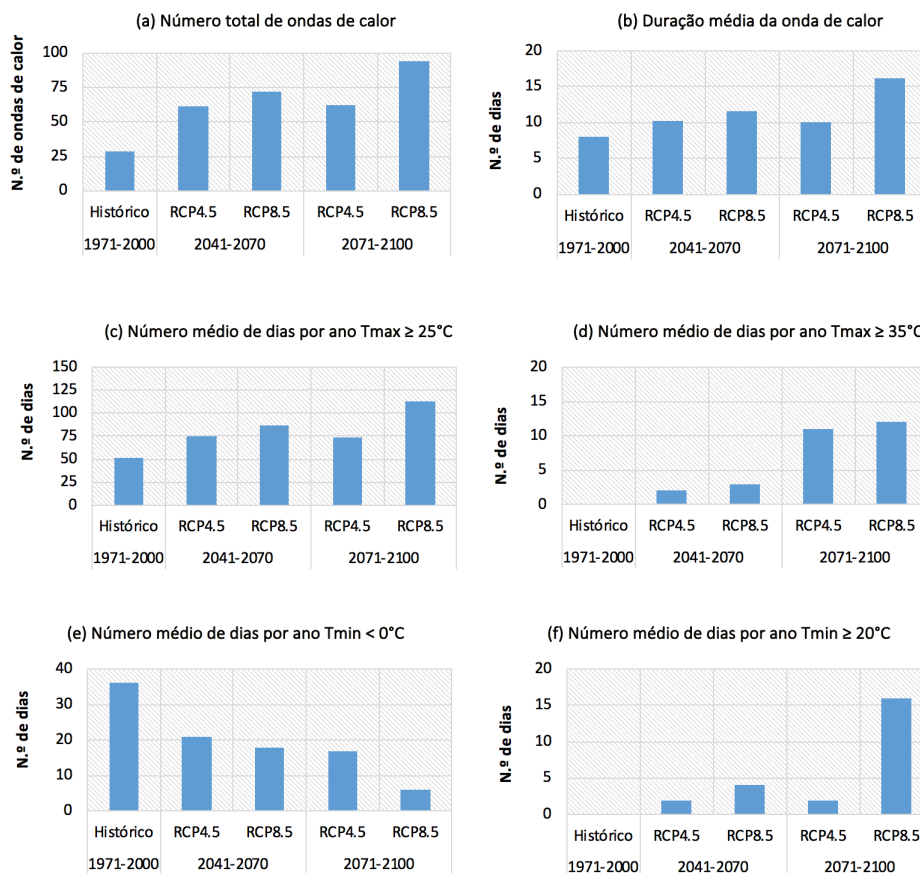 (a) Número total de ondas de calor
N.º de ondas de calor
100
75
50
25
0
Histórico RCP4.5 RCP8.5 RCP4.5 RCP8.5
1971-2000 2041-2070 2071-2100
(b) Duração média da onda de calor
N.º de dias
20
15
10
5
0
Histórico RCP4.5 RCP8.5 RCP4.5 RCP8.5
1971-2000 2041-2070 2071-2100
(c) Número médio de dias por ano Tmax ≥ 25°C
N.º de dias
150
125
100
75
50
25
0
Histórico RCP4.5 RCP8.5 RCP4.5 RCP8.5
1971-2000 2041-2070 2071-2100
(d) Número médio de dias por ano Tmax ≥ 35°C
N.º de dias
20
15
10
5
0
Histórico RCP4.5 RCP8.5 RCP4.5 RCP8.5
1971-2000 2041-2070 2071-2100
(e) Número médio de dias por ano Tmin < 0°C
N.º de dias
40
30
20
10
0
Histórico RCP4.5 RCP8.5 RCP4.5 RCP8.5
1971-2000 2041-2070 2071-2100
(f) Número médio de dias por ano Tmin ≥ 20°C
N.º de dias
20
15
10
5
0
Histórico RCP4.5 RCP8.5 RCP4.5 RCP8.5
1971-2000 2041-2070 2071-2100